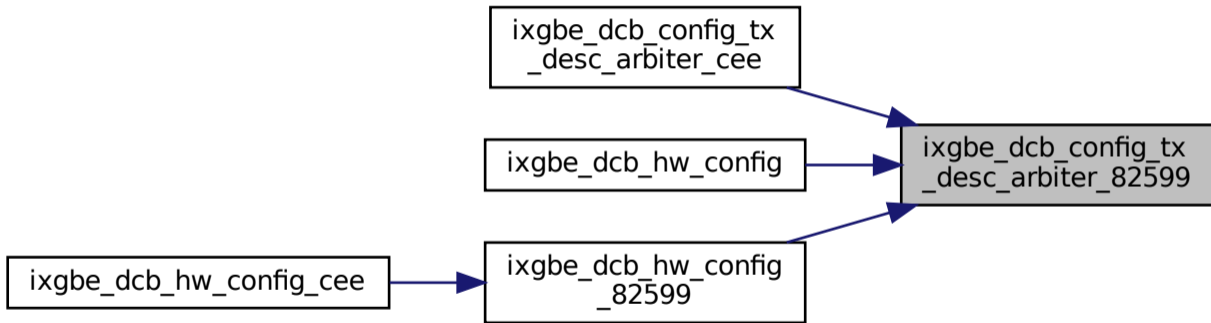 ixgbe_dcb_config_tx
_desc_arbiter_cee
ixgbe_dcb_config_tx
_desc_arbiter_82599
ixgbe_dcb_hw_config
ixgbe_dcb_hw_config
_82599
ixgbe_dcb_hw_config_cee